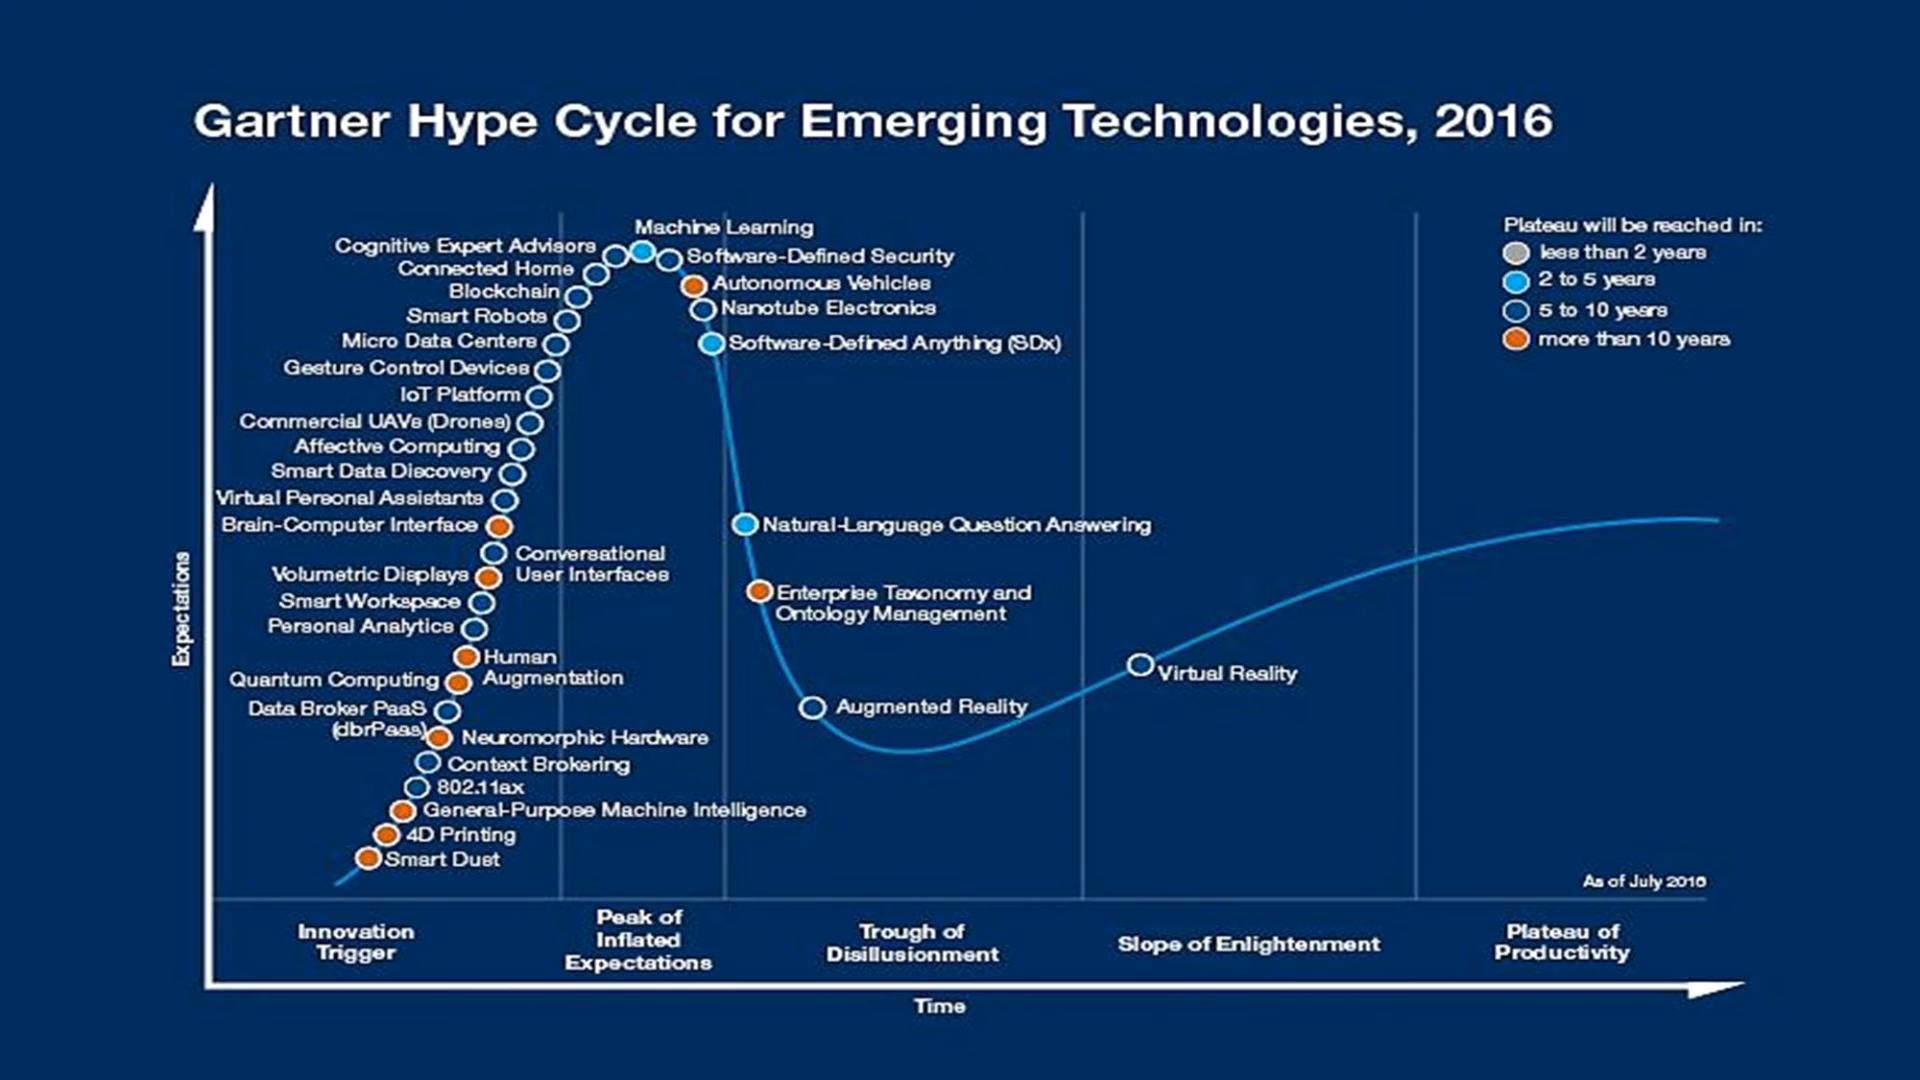 Gartner Hype Cycle for Emerging Technologies, 2016
Plateau will be reached in:
less than 2 years
2 to 5 years
5 to 10 years
more than 10 years
Machine Learning
Cognitive Expert Advisors
Software-Defined Security
Connected Home
Autonomous Vehicles
Blockchain
Nanotube Electronics
Smart Robots
Micro Data Centers
Software-Defined Anything (SDx)
Gesture Control Devices
IoT Platform
Commercial UAVs (Drones)
Affective Computing
Smart Data Discovery
Virtual Personal Assistants
Brain-Computer Interface
Natural-Language Question Answering
Conversational
User Interfaces
Volumetric Displays
Enterprise Taxonomy and
Ontology Management
Smart Workspace
Personal Analytics
Human
Augmentation
Virtual Reality
Quantum Computing
Augmented Reality
Data Broker PaaS
(dbrPaas)
Neuromorphic Hardware
Context Brokering
802.11ax
General-Purpose Machine Intelligence
4D Printing
Smart Dust
Expectations
As of July 2016
Innovation
Trigger
Peak of
Inflated
Expectations
Trough of
Disillusionment
Slope of Enlightenment
Plateau of
Productivity
Time